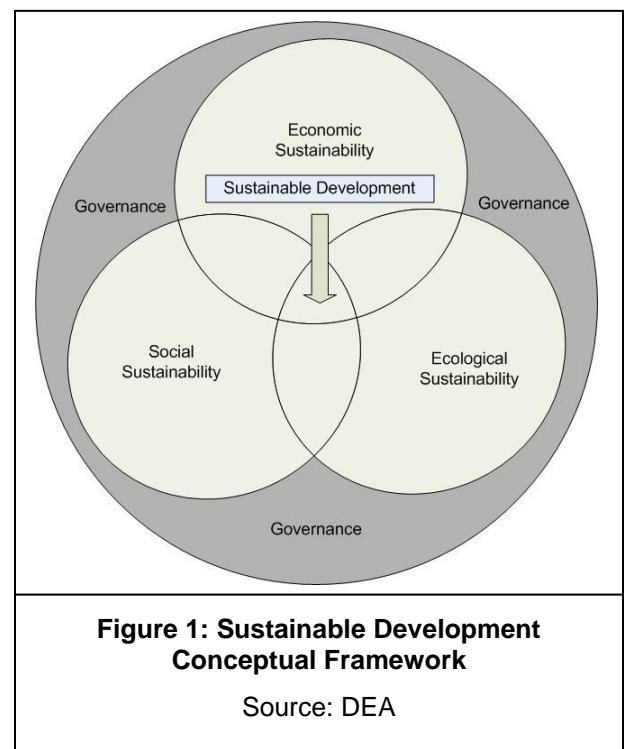 Economic
Sustainability
Sustainable Development
Governance
Governance
Social
Sustainability
Ecological
Sustainability
Governance
Figure 1: Sustainable Development
Conceptual Framework
Source: DEA